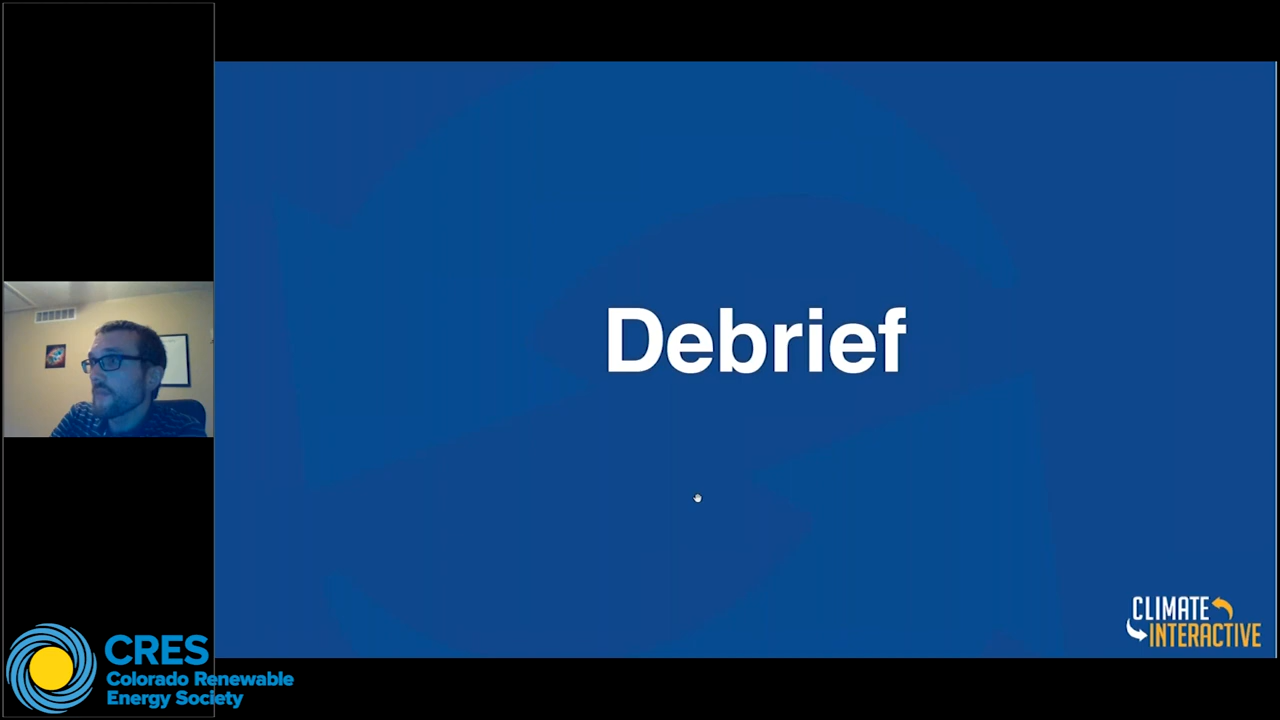 Debrief
CLIMATE
INTERACTIVE
CRES
Colorado Renewable
Energy Society